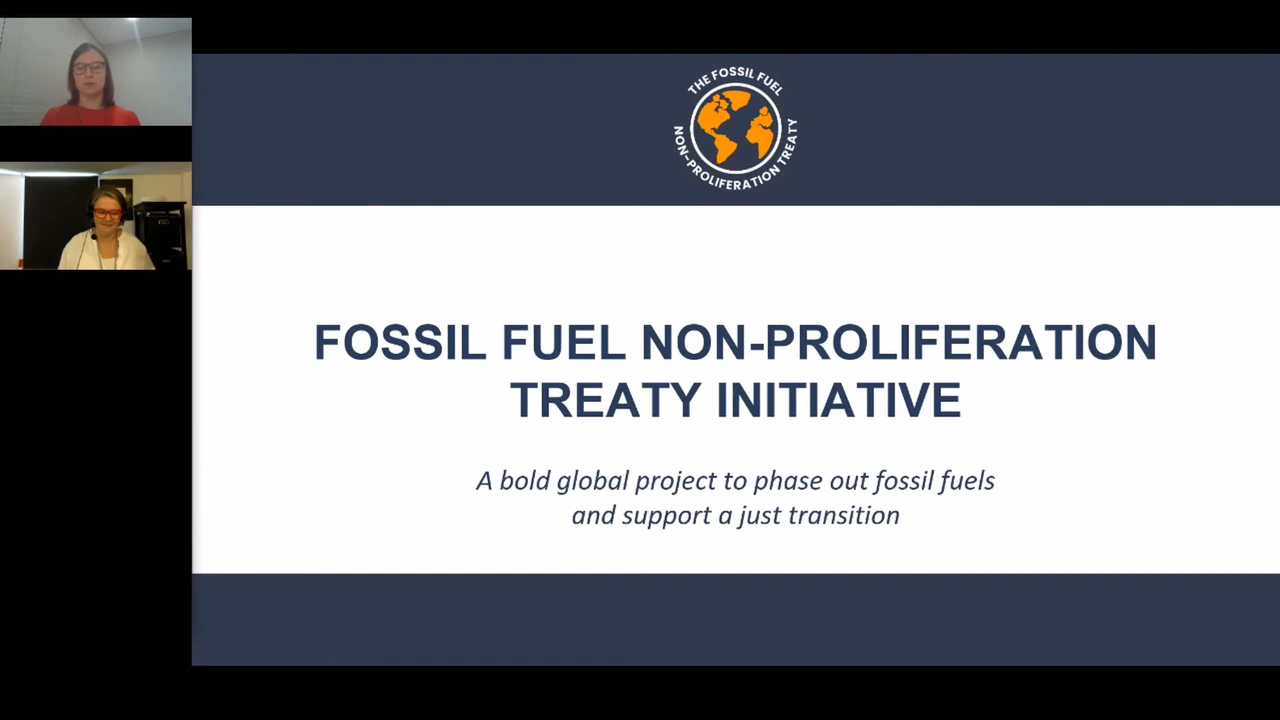 THE FOSSIL FUEL
NON-PROLIFERATION TREATY
FOSSIL FUEL NON-PROLIFERATION
TREATY INITIATIVE
A bold global project to phase out fossil fuels
and support a just transition